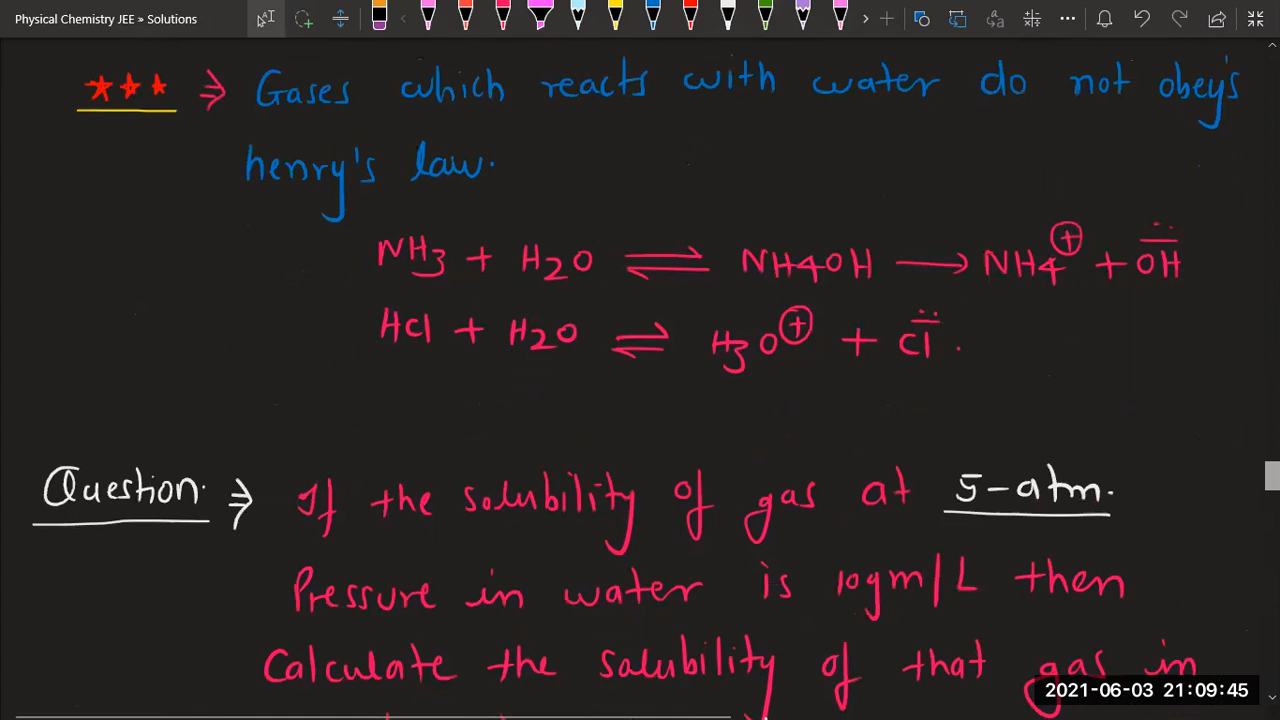 Physical Chemistry JEE » Solutions
*** ⇒ Gases which reacts with water do not obey's
henry's law.
NH3 + H2O ⇌ NH4OH → NH4⊕ + OH
HCl + H2O ⇌ H3O⊕ + Cl.
Question ⇒ If the solubility of gas at 5-atm.
Pressure in water is 10gm/L then
Calculate the solubility of that gas in
2021-06-03 21:09:45